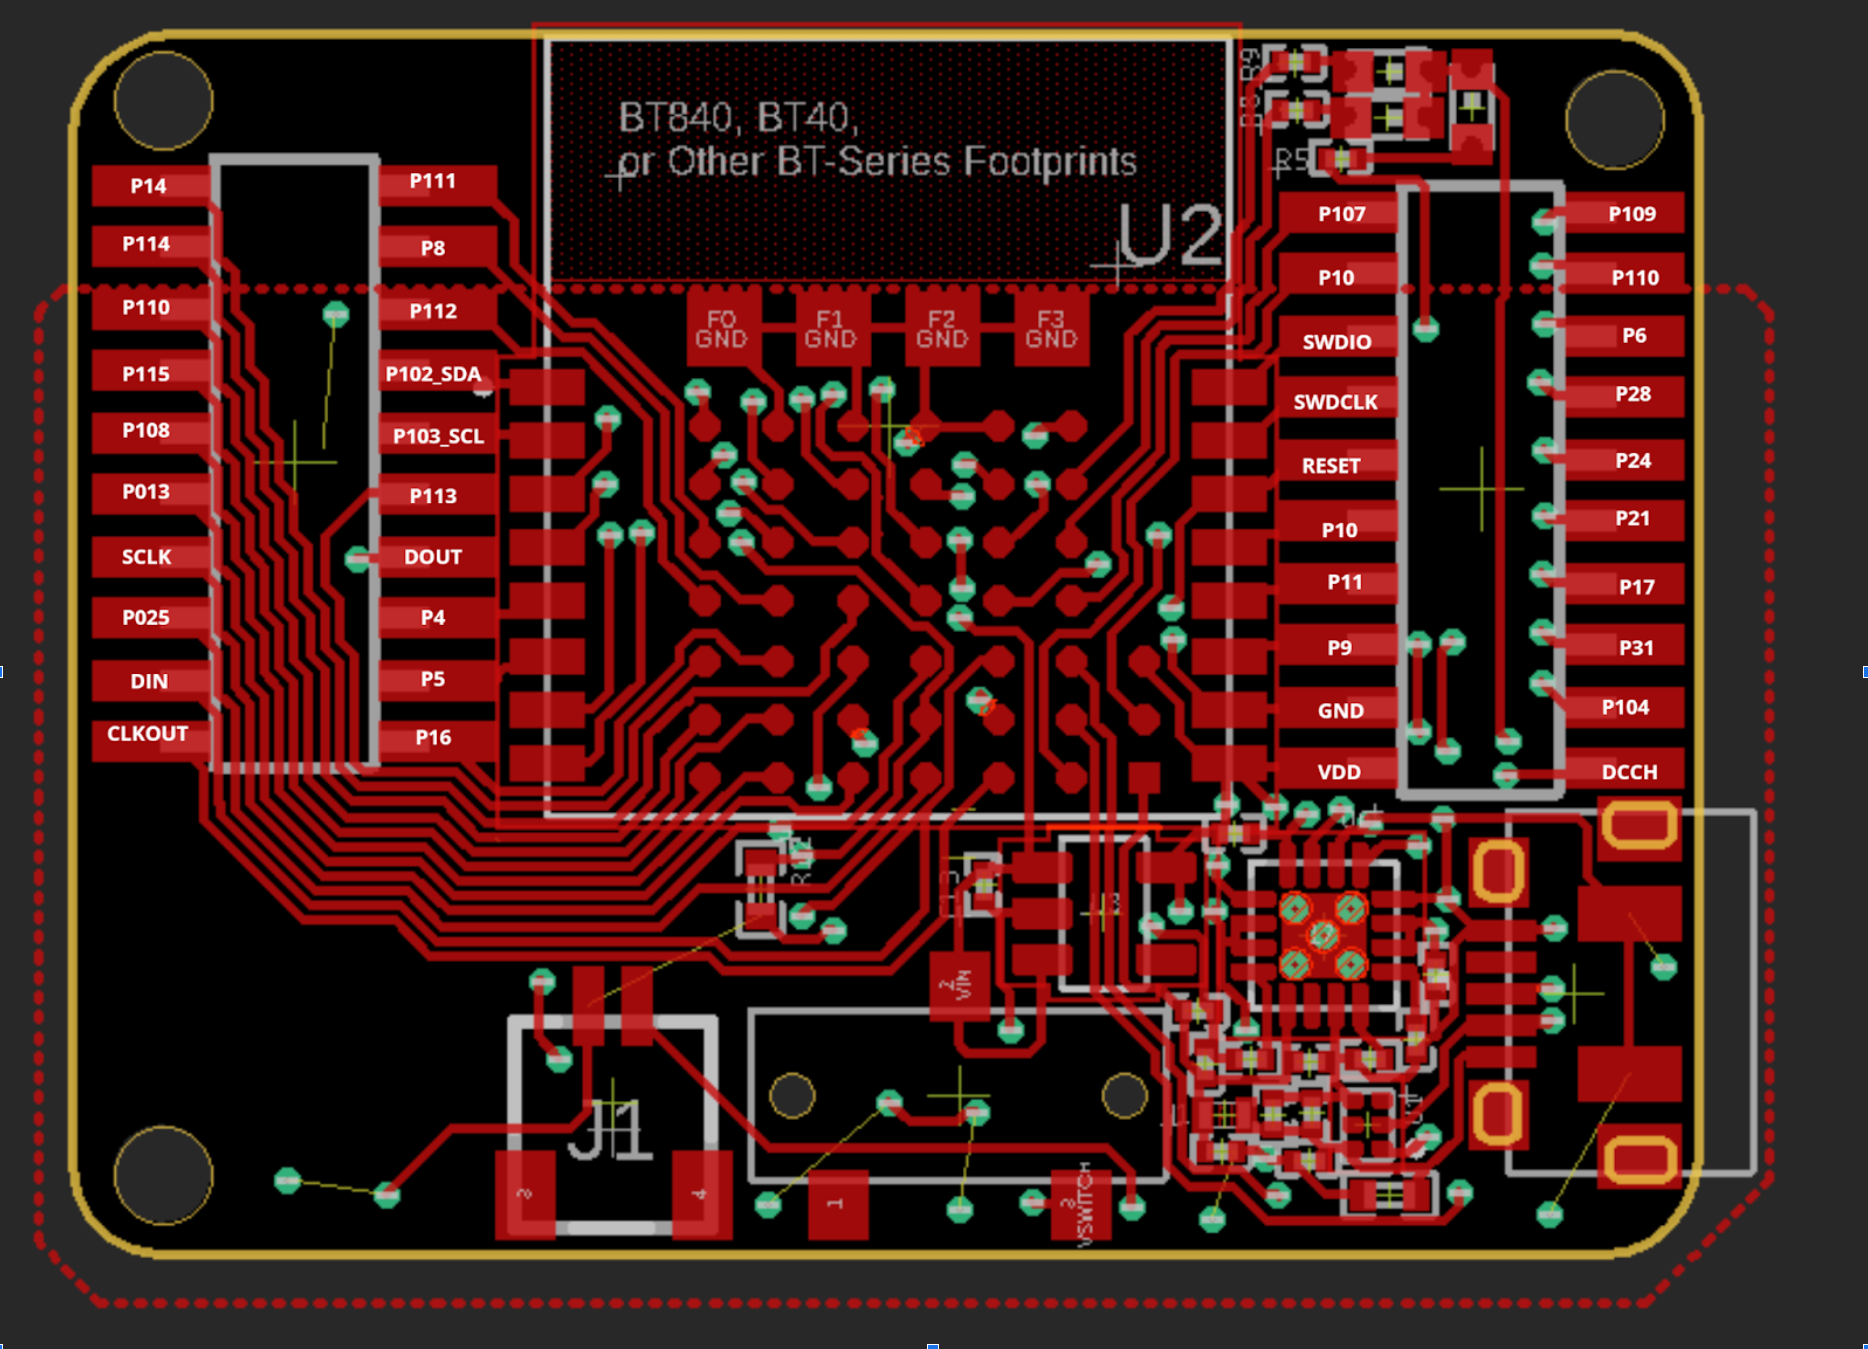 BT840, BT40,
or Other BT-Series Footprints
U2
R9
R5
P14
P114
P110
P115
P108
P013
SCLK
P025
DIN
CLKOUT
P111
P8
P112
P102_SDA
P103_SCL
P113
DOUT
P4
P5
P16
F0
GND
F1
GND
F2
GND
F3
GND
P107
P10
SWDIO
SWDCLK
RESET
P10
P11
P9
GND
VDD
P109
P110
P6
P28
P24
P21
P17
P31
P104
DCCH
2
VIN
J1
3
4
1
3
VSWITCH